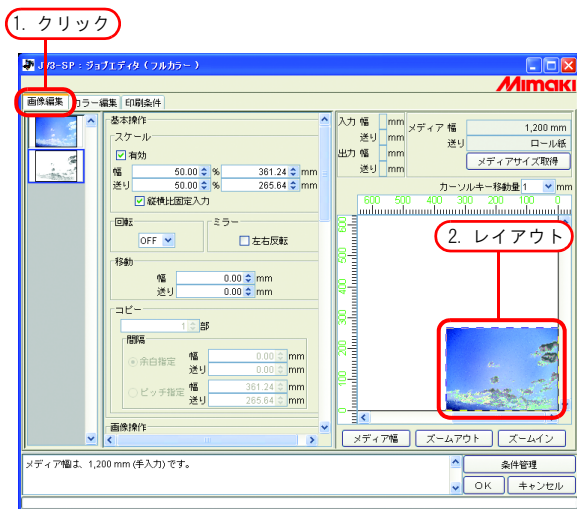 1. クリック
JV3-SP : ジョブエディタ ( フルカラー )
Mimaki
画像編集 カラー編集 印刷条件
基本操作
スケール
有効
幅 50.00 % 361.24 mm
送り 50.00 % 265.64 mm
縦横比固定入力
回転 ミラー
OFF 左右反転
移動
幅 0.00 mm
送り 0.00 mm
コピー
1 部
間隔
余白指定 幅 0.00 mm
送り 0.00 mm
ピッチ指定 幅 361.24 mm
送り 265.64 mm
画像操作
入力 幅 mm
送り mm
出力 幅 mm
送り mm
メディア 幅 1,200 mm
送り ロール紙
メディアサイズ取得
カーソルキー移動量 1 mm
600 500 400 300 200 100 0
600
500
400
300
200
100
0
2. レイアウト
メディア幅 ズームアウト ズームイン
メディア幅は、1,200 mm (手入力) です。
条件管理
OK キャンセル